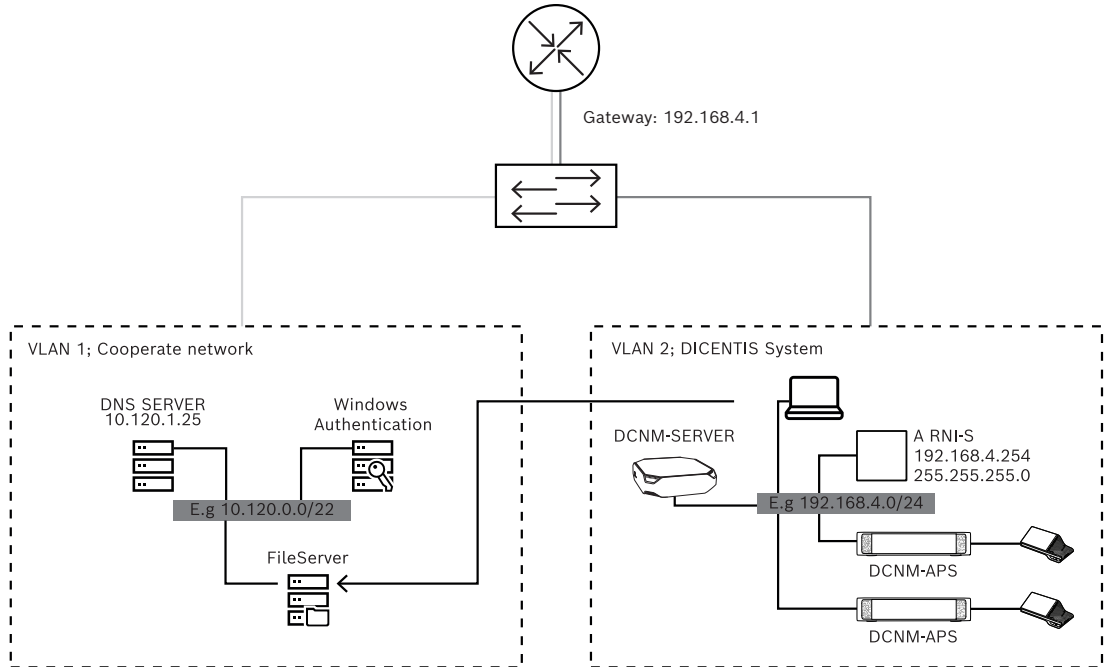 Gateway: 192.168.4.1
VLAN 1; Cooperate network
DNS SERVER
10.120.1.25
Windows
Authentication
E.g 10.120.0.0/22
FileServer
VLAN 2; DICENTIS System
DCNM-SERVER
A RNI-S
192.168.4.254
255.255.255.0
E.g 192.168.4.0/24
DCNM-APS
DCNM-APS